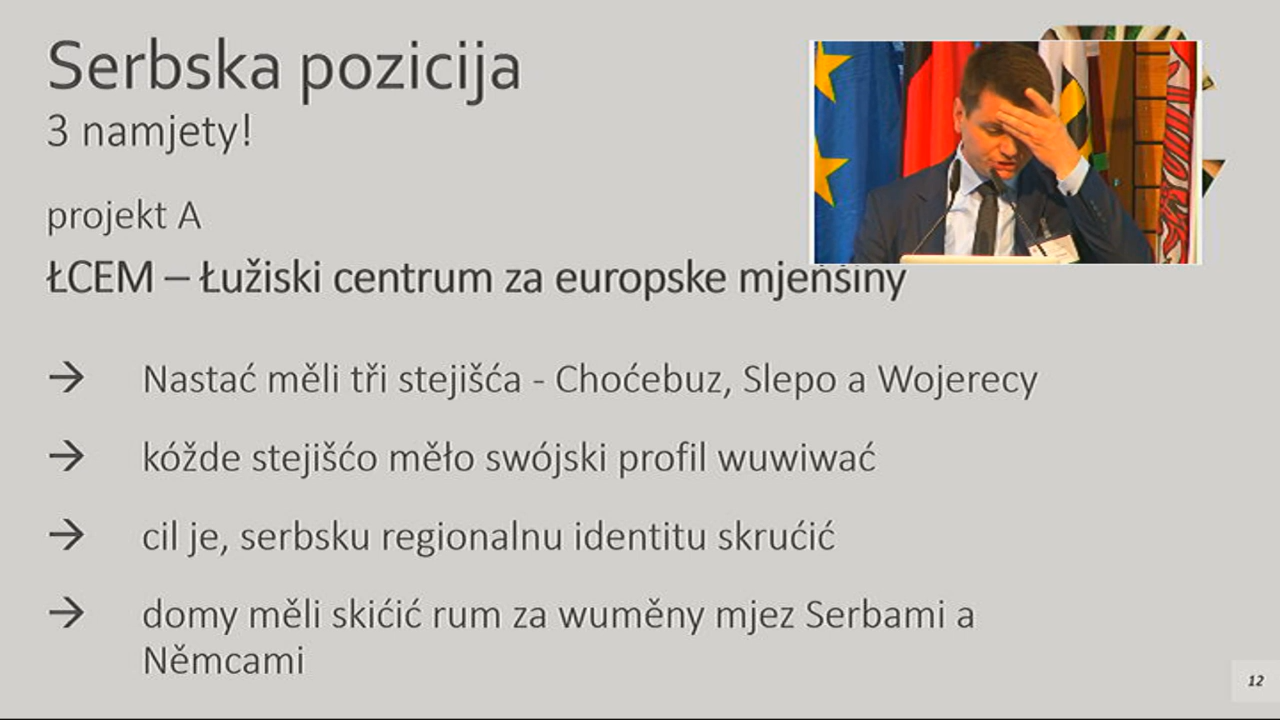 Serbska pozicija
3 namjety!
projekt A
ŁCEM – Łužiski centrum za europske mjeńšiny
→ Nastać měli tři stejišća - Choćebuz, Slepo a Wojerecy
→ kóžde stejišćo měło swójski profil wuwiwać
→ cil je, serbsku regionalnu identitu skrućić
→ domy měli skićić rum za wuměny mjez Serbami a
Němcami
12